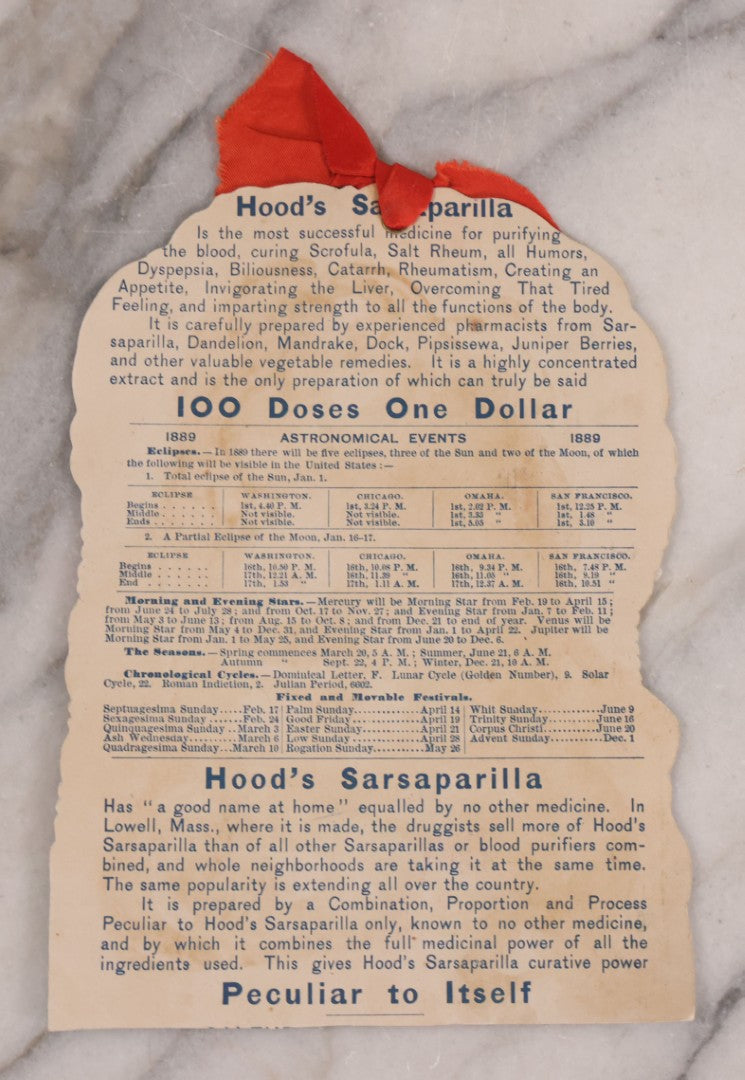 Hood's Sa aparilla
Is the most successful medicine for purifying
the blood, curing Scrofula, Salt Rheum, all Humors,
Dyspepsia, Biliousness, Catarrh, Rheumatism, Creating an
Appetite, Invigorating the Liver, Overcoming That Tired
Feeling, and imparting strength to all the functions of the body.
It is carefully prepared by experienced pharmacists from Sar-
saparilla, Dandelion, Mandrake, Dock, Pipsissewa, Juniper Berries,
and other valuable vegetable remedies. It is a highly concentrated
extract and is the only preparation of which can truly be said
100 Doses One Dollar
1889 ASTRONOMICAL EVENTS 1889
Eclipses.—In 1889 there will be five eclipses, three of the Sun and two of the Moon, of which
the following will be visible in the United States:—
1. Total eclipse of the Sun, Jan. 1.
ECLIPSE WASHINGTON. CHICAGO. OMAHA. SAN FRANCISCO.
Begins . . . . . . 1st, 4.40 P. M. 1st, 3.24 P. M. 1st, 2.02 P. M. 1st, 12.25 P. M.
Middle . . . . . . Not visible. Not visible. 1st, 3.35 " 1st, 1.48 "
Ends . . . . . Not visible. Not visible. 1st, 5.05 " 1st, 3.10 "
2. A Partial Eclipse of the Moon, Jan. 16-17.
ECLIPSE WASHINGTON. CHICAGO. OMAHA. SAN FRANCISCO.
Begins . . . . . . 16th, 10.50 P. M. 16th, 10.08 P. M. 16th, 9.34 P. M. 16th, 7.48 P. M.
Middle . . . . . . 17th, 12.21 A. M. 16th, 11.39 " 16th, 11.05 " 16th, 9.19 "
End . . . . . . 17th, 1.53 " 17th, 1.11 A. M. 17th, 12.37 A. M. 16th, 10.51 "
Morning and Evening Stars.—Mercury will be Morning Star from Feb. 19 to April 15;
from June 24 to July 28; and from Oct. 17 to Nov. 27; and Evening Star from Jan. 7 to Feb. 11;
from May 3 to June 13; from Aug. 15 to Oct. 8; and from Dec. 21 to end of year. Venus will be
Morning Star from May 4 to Dec. 31, and Evening Star from Jan. 1 to April 22. Jupiter will be
Morning Star from Jan. 1 to May 25, and Evening Star from June 20 to Dec. 6.
The Seasons.—Spring commences March 20, 5 A. M.; Summer, June 21, 6 A. M.
Autumn " Sept. 22, 4 P. M.; Winter, Dec. 21, 10 A. M.
Chronological Cycles.—Dominical Letter, F. Lunar Cycle (Golden Number), 9. Solar
Cycle, 22. Roman Indiction, 2. Julian Period, 6602.
Fixed and Movable Festivals.
Septuagesima Sunday.....Feb. 17 Palm Sunday...............April 14 Whit Sunday.............June 9
Sexagesima Sunday.......Feb. 24 Good Friday...............April 19 Trinity Sunday...........June 16
Quinquagesima Sunday..March 3 Easter Sunday.............April 21 Corpus Christi............June 20
Ash Wednesday..........March 6 Low Sunday................April 28 Advent Sunday...........Dec. 1
Quadragesima Sunday...March 10 Rogation Sunday...........May 26
Hood's Sarsaparilla
Has "a good name at home" equalled by no other medicine. In
Lowell, Mass., where it is made, the druggists sell more of Hood's
Sarsaparilla than of all other Sarsaparillas or blood purifiers com-
bined, and whole neighborhoods are taking it at the same time.
The same popularity is extending all over the country.
It is prepared by a Combination, Proportion and Process
Peculiar to Hood's Sarsaparilla only, known to no other medicine,
and by which it combines the full medicinal power of all the
ingredients used. This gives Hood's Sarsaparilla curative power
Peculiar to Itself